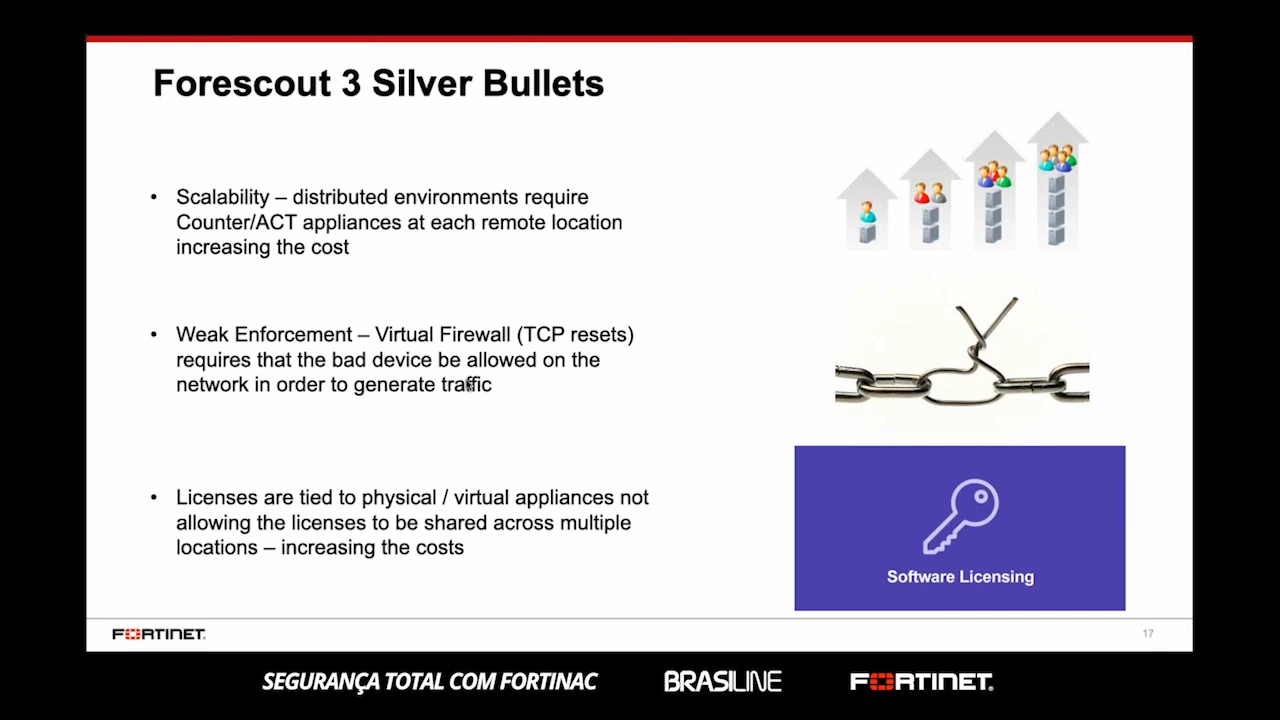 Forescout 3 Silver Bullets
• Scalability – distributed environments require
Counter/ACT appliances at each remote location
increasing the cost
• Weak Enforcement – Virtual Firewall (TCP resets)
requires that the bad device be allowed on the
network in order to generate traffic
• Licenses are tied to physical / virtual appliances not
allowing the licenses to be shared across multiple
locations – increasing the costs
Software Licensing
FORTINET
17
SEGURANÇA TOTAL COM FORTINAC
BRASILINE
FORTINET